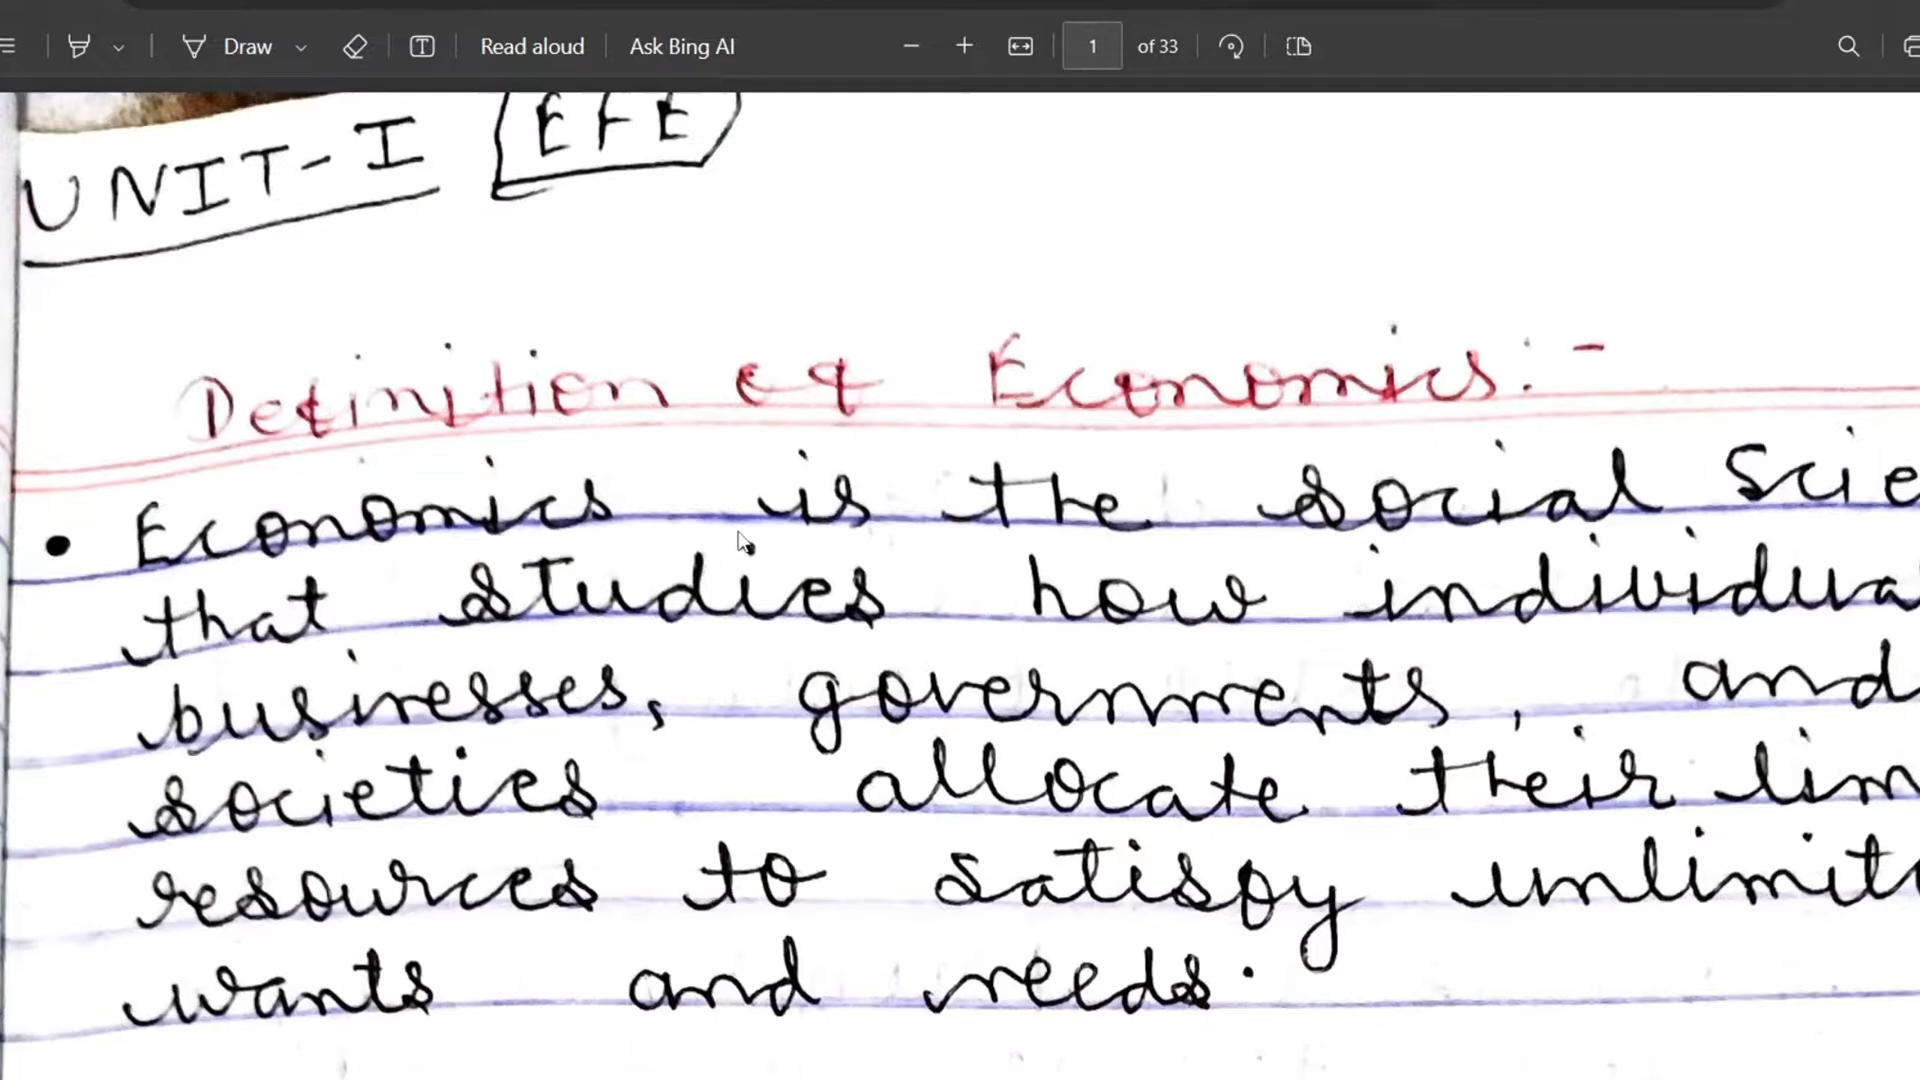 Draw Read aloud Ask Bing AI 1 of 33
UNIT-I EFE
Definition of Economics:-
• Economics is the social Scie
that studies how individua
businesses, governments, and
societies allocate their lim
resources to satisfy unlimit
wants and needs.